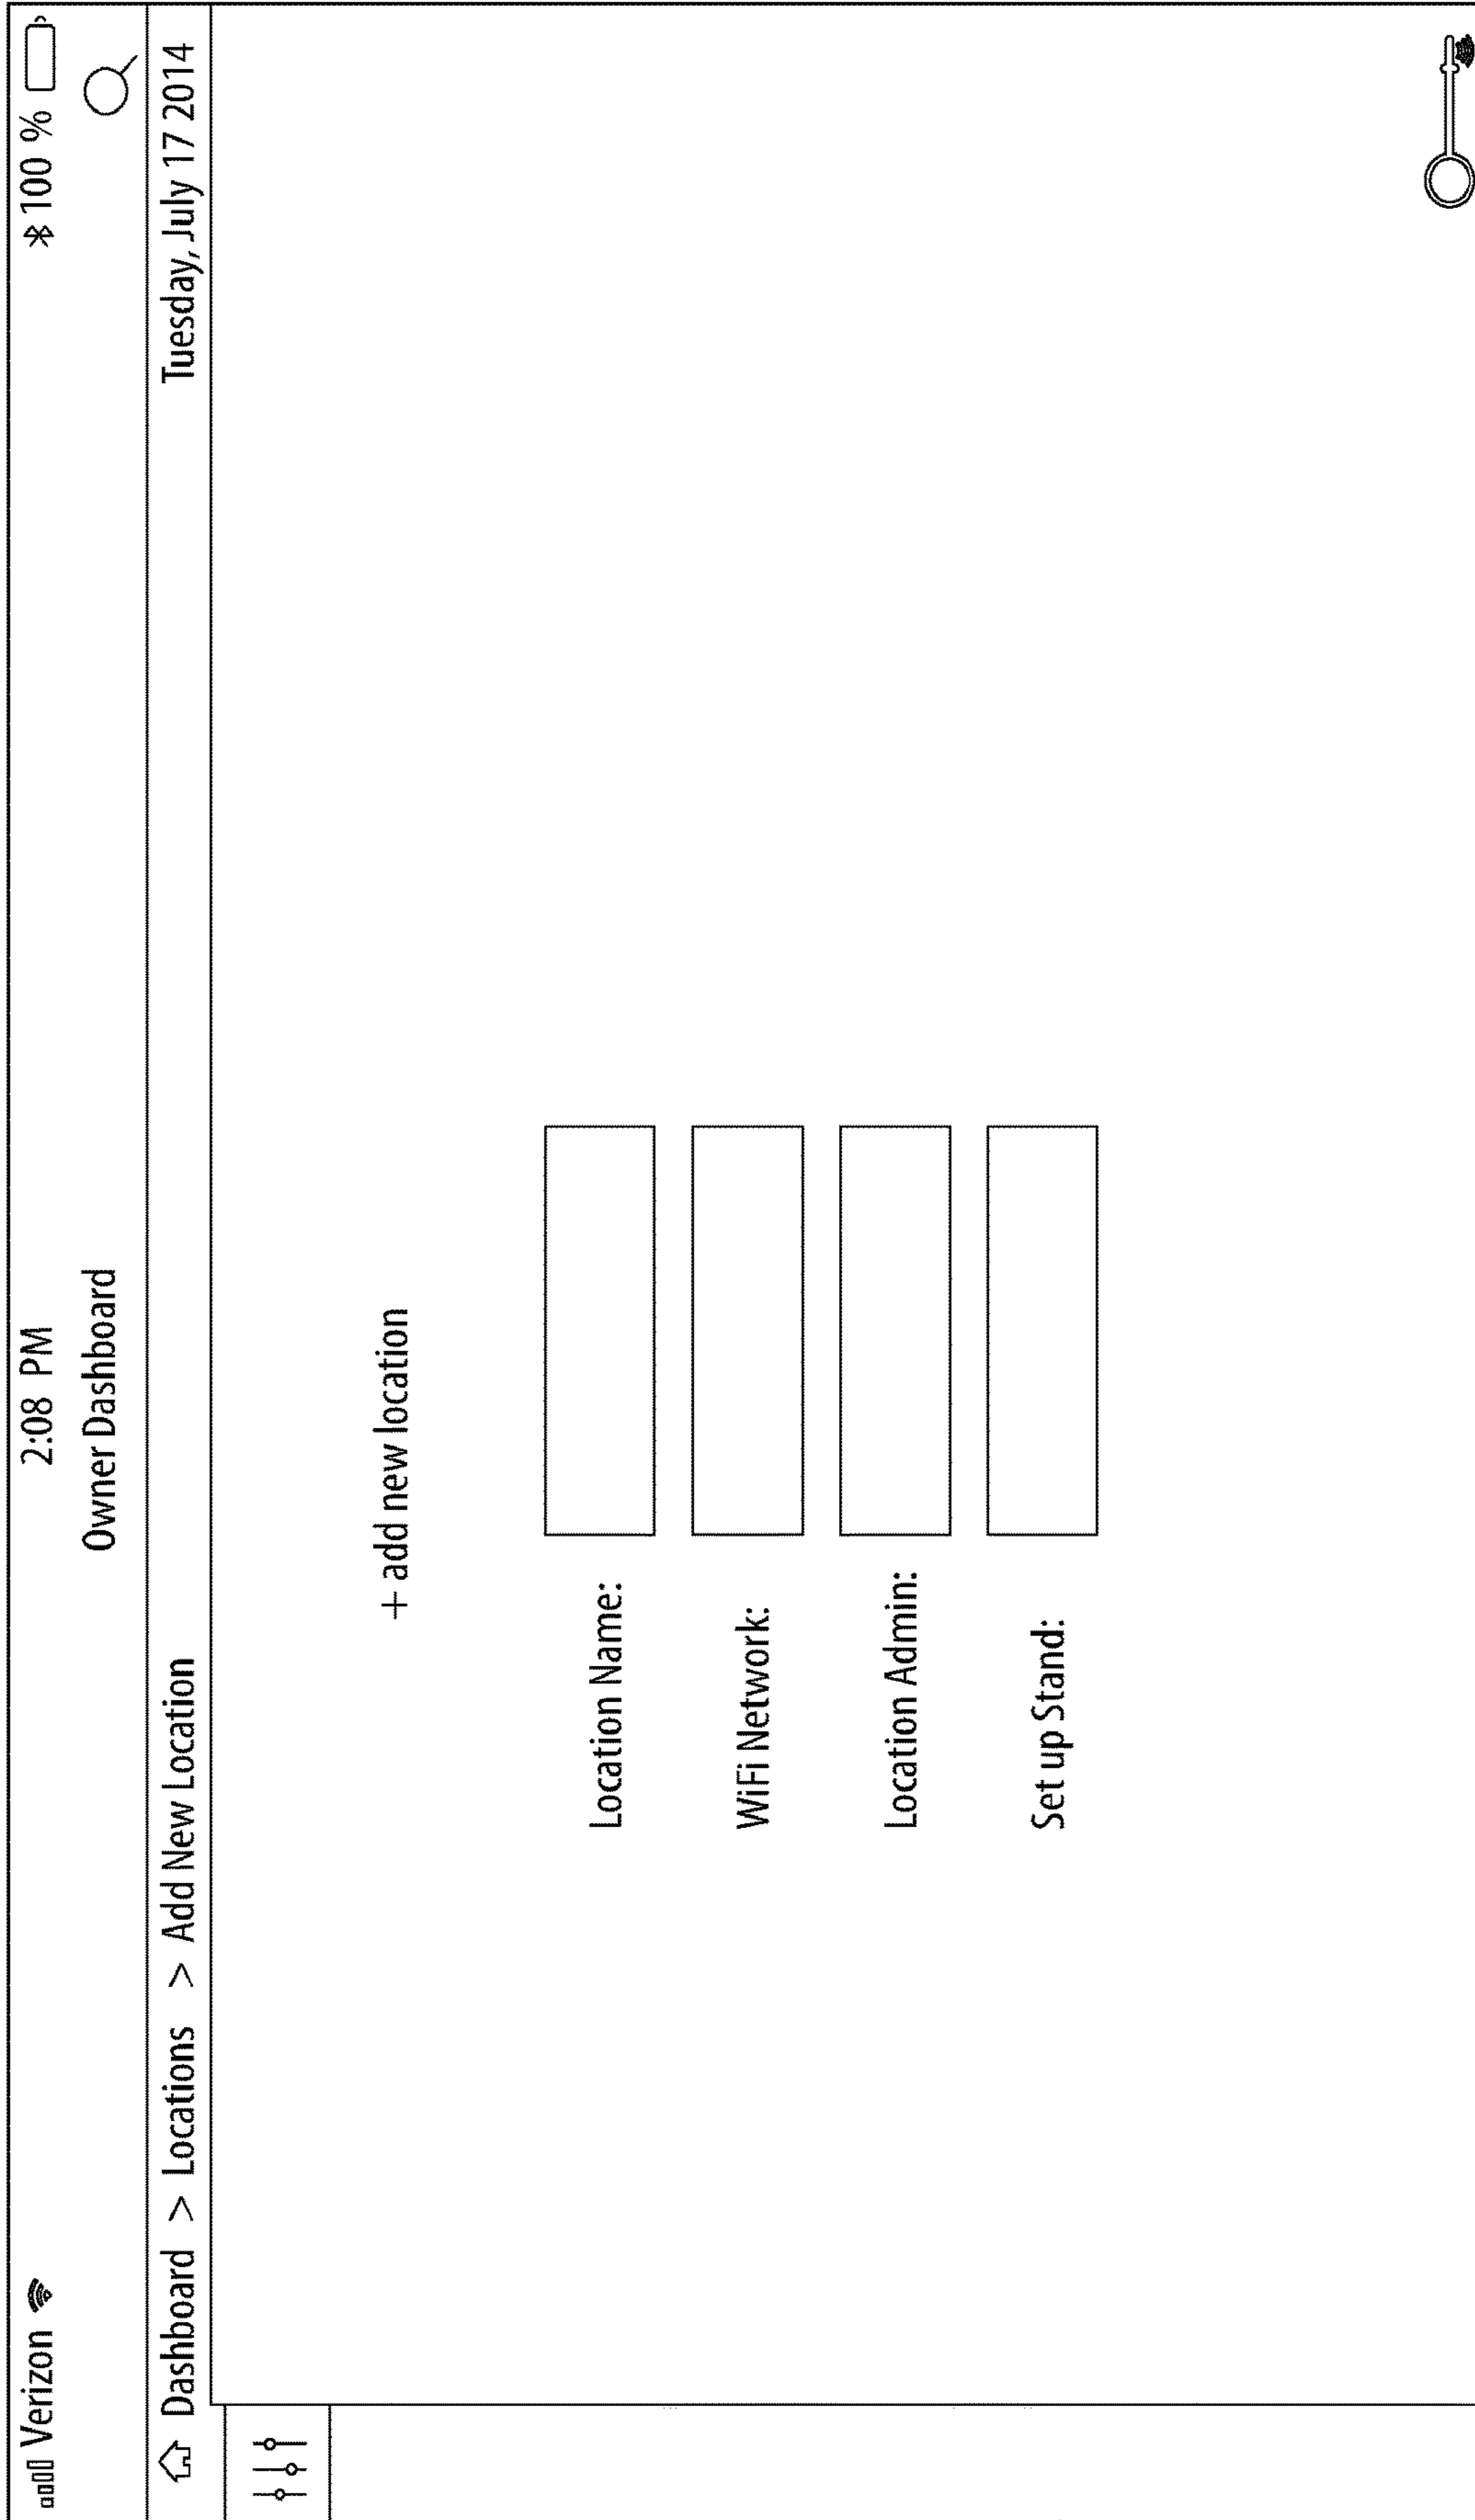 Verizon 2:08 PM 100 %
Owner Dashboard
Dashboard > Locations > Add New Location Tuesday, July 17 2014
+ add new location
Location Name:
WiFi Network:
Location Admin:
Set up Stand: